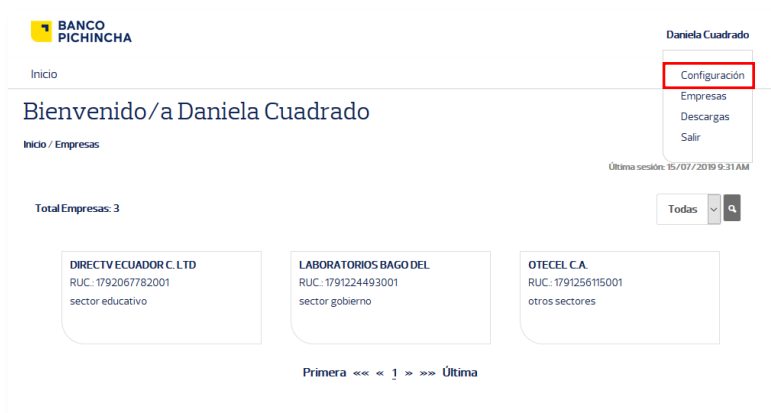 BANCO
PICHINCHA
Daniela Cuadrado
Inicio
Configuración
Empresas
Descargas
Salir
Bienvenido/a Daniela Cuadrado
Inicio / Empresas
Última sesión: 15/07/2019 9:31 AM
Total Empresas: 3
Todas
DIRECTV ECUADOR C. LTD
RUC.: 1792067782001
sector educativo
LABORATORIOS BAGO DEL
RUC.: 1791224493001
sector gobierno
OTECEL C.A.
RUC.: 1791256115001
otros sectores
Primera «« « 1 » »» Última